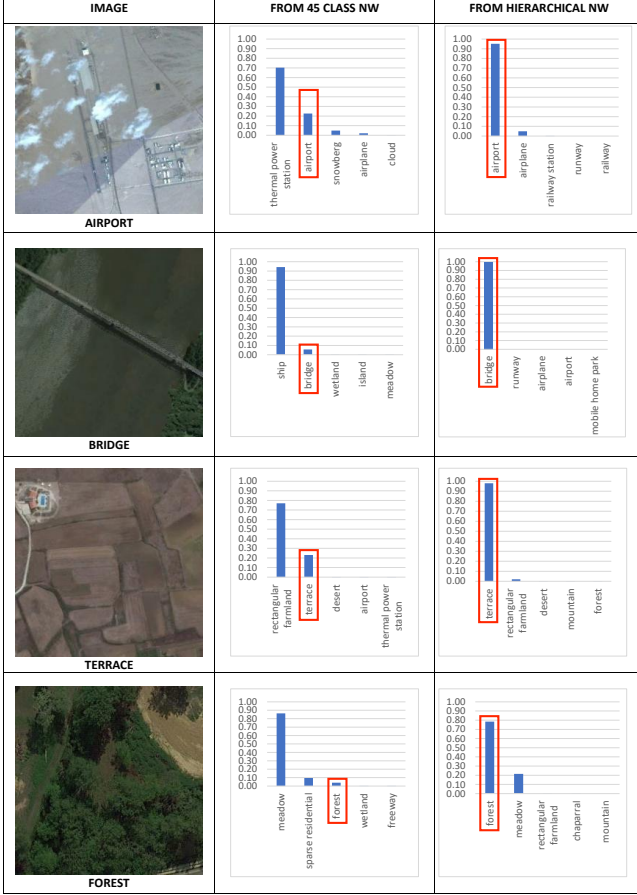 IMAGE
FROM 45 CLASS NW
FROM HIERARCHICAL NW
AIRPORT
1.00
0.90
0.80
0.70
0.60
0.50
0.40
0.30
0.20
0.10
0.00
thermal power
station
airport
snowberg
airplane
cloud
1.00
0.90
0.80
0.70
0.60
0.50
0.40
0.30
0.20
0.10
0.00
airport
airplane
railway station
runway
railway
BRIDGE
1.00
0.90
0.80
0.70
0.60
0.50
0.40
0.30
0.20
0.10
0.00
ship
bridge
wetland
island
meadow
1.00
0.90
0.80
0.70
0.60
0.50
0.40
0.30
0.20
0.10
0.00
bridge
runway
airplane
airport
mobile home park
TERRACE
1.00
0.90
0.80
0.70
0.60
0.50
0.40
0.30
0.20
0.10
0.00
rectangular
farmland
terrace
desert
airport
thermal power
station
1.00
0.90
0.80
0.70
0.60
0.50
0.40
0.30
0.20
0.10
0.00
terrace
rectangular
farmland
desert
mountain
forest
FOREST
1.00
0.90
0.80
0.70
0.60
0.50
0.40
0.30
0.20
0.10
0.00
meadow
sparse residential
forest
wetland
freeway
1.00
0.90
0.80
0.70
0.60
0.50
0.40
0.30
0.20
0.10
0.00
forest
meadow
rectangular
farmland
chaparral
mountain